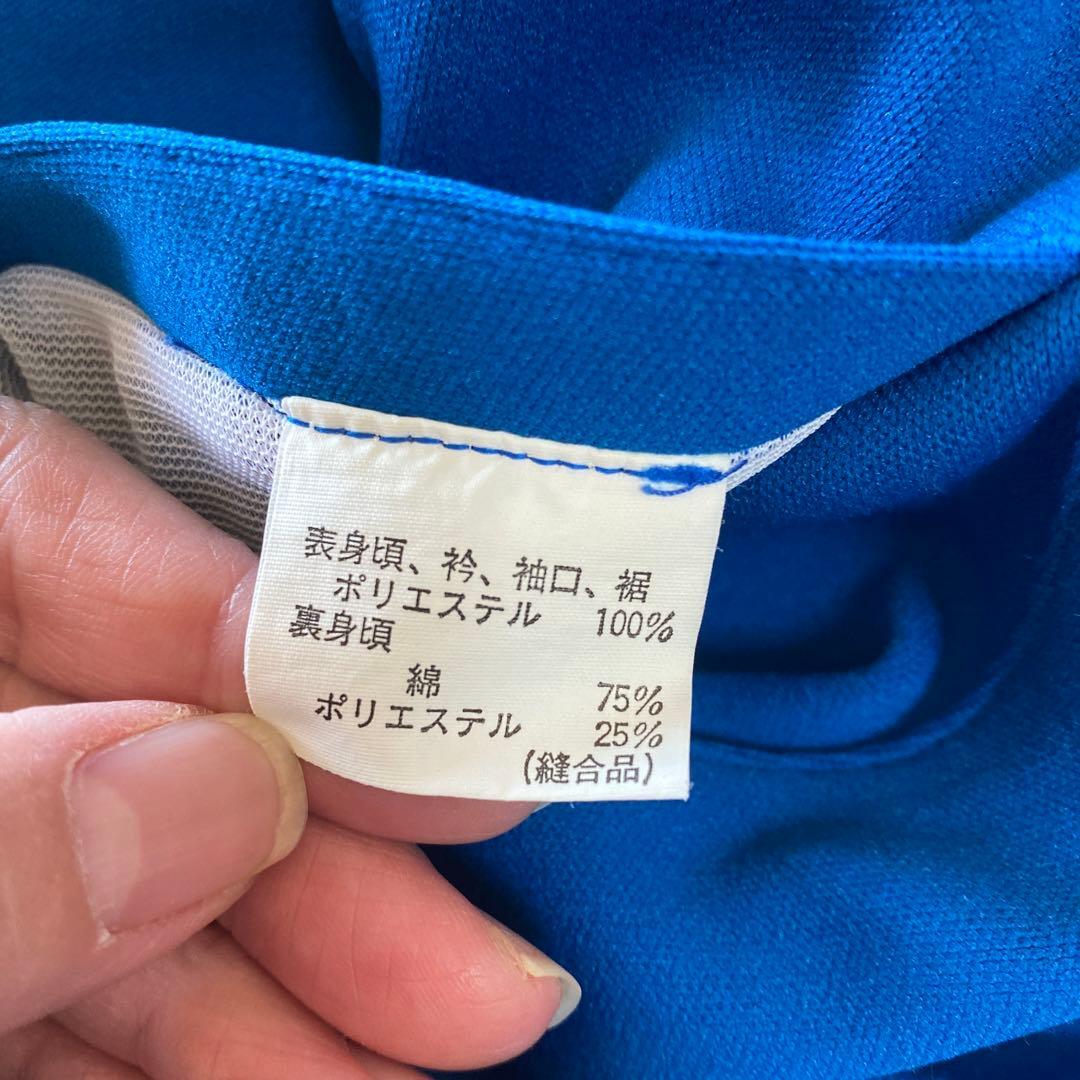 表身頃、衿、袖口、裾
ポリエステル 100%
裏身頃
綿 75%
ポリエステル 25%
(縫合品)